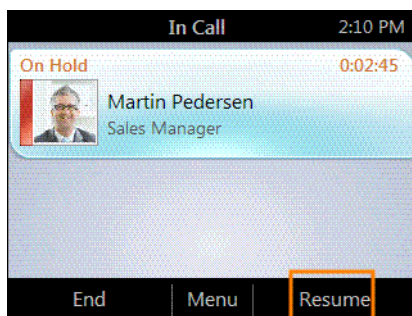 In Call 2:10 PM
On Hold 0:02:45
Martin Pedersen
Sales Manager
End Menu Resume